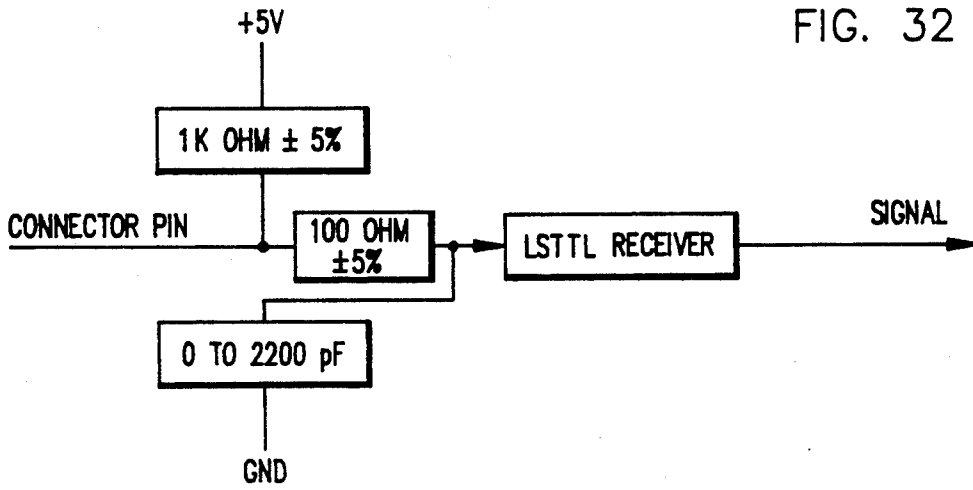 FIG. 32
+5V
1K OHM ± 5%
CONNECTOR PIN
100 OHM
±5%
LSTTL RECEIVER
SIGNAL
0 TO 2200 pF
GND